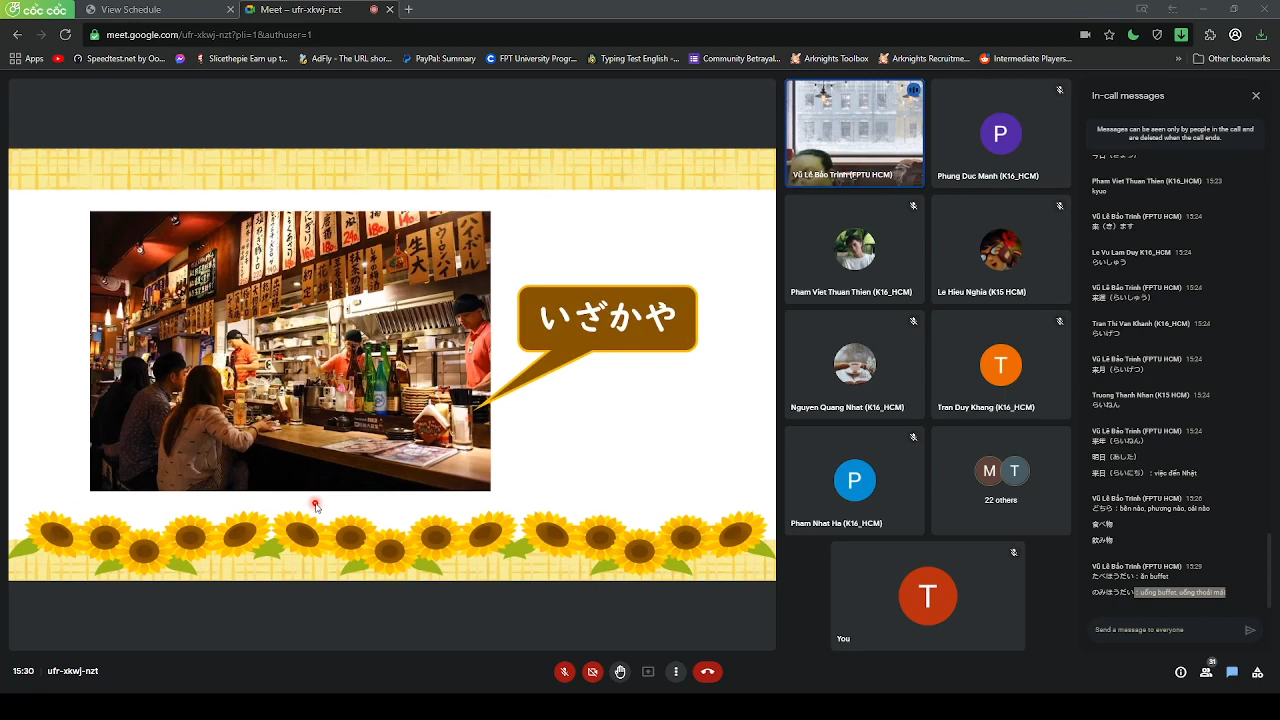 cốc cốc
View Schedule
Meet – ufr-xkwj-nzt
meet.google.com/ufr-xkwj-nzt?pli=1&authuser=1
Apps
Speedtest.net by Oo...
Slicethepie Earn up t...
AdFly - The URL shor...
PayPal: Summary
FPT University Progr...
Typing Test English -...
Community Betrayal...
Arknights Toolbox
Arknights Recruitme...
Intermediate Players...
»
Other bookmarks
いざかや
ハイボール
ウーロンハイ
生大
Vũ Lê Bảo Trinh (FPTU HCM)
P
Phung Duc Manh (K16_HCM)
Pham Viet Thuan Thien (K16_HCM)
Le Hieu Nghia (K15 HCM)
Nguyen Quang Nhat (K16_HCM)
T
Tran Duy Khang (K16_HCM)
P
Pham Nhat Ha (K16_HCM)
M T
22 others
T
You
In-call messages
Messages can be seen only by people in the call and
are deleted when the call ends.
Pham Viet Thuan Thien (K16_HCM) 15:23
kyuo
Vũ Lê Bảo Trinh (FPTU HCM) 15:24
来（き）ます
Le Vu Lam Duy K16_HCM 15:24
らいしゅう
Vũ Lê Bảo Trinh (FPTU HCM) 15:24
来週（らいしゅう）
Tran Thi Van Khanh (K16_HCM) 15:24
らいげつ
Vũ Lê Bảo Trinh (FPTU HCM) 15:24
来月（らいげつ）
Truong Thanh Nhan (K15 HCM) 15:24
らいねん
Vũ Lê Bảo Trinh (FPTU HCM) 15:24
来年（らいねん）
明日（あした）
来日（らいにち）：việc đến Nhật
Vũ Lê Bảo Trinh (FPTU HCM) 15:26
どちら：bên nào, phương nào, cái nào
食べ物
飲み物
Vũ Lê Bảo Trinh (FPTU HCM) 15:29
たべほうだい : ăn buffet
のみほうだい : uống buffet, uống thoải mái
Send a message to everyone
15:30 | ufr-xkwj-nzt
31